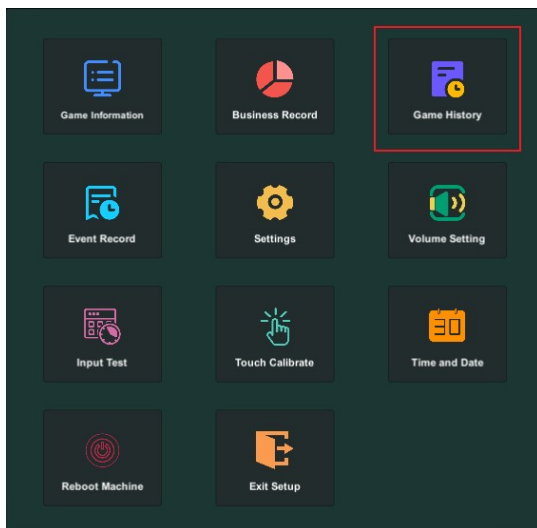 Game Information
Business Record
Game History
Event Record
Settings
Volume Setting
Input Test
Touch Calibrate
30
Time and Date
Reboot Machine
Exit Setup